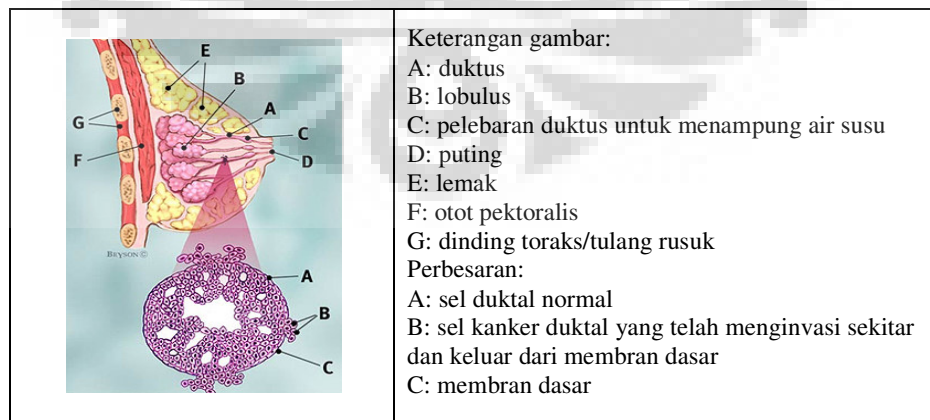 E
B
A
C
D
G
F
BRYSON ©
A
B
C
Keterangan gambar:
A: duktus
B: lobulus
C: pelebaran duktus untuk menampung air susu
D: puting
E: lemak
F: otot pektoralis
G: dinding toraks/tulang rusuk
Perbesaran:
A: sel duktal normal
B: sel kanker duktal yang telah menginvasi sekitar
dan keluar dari membran dasar
C: membran dasar